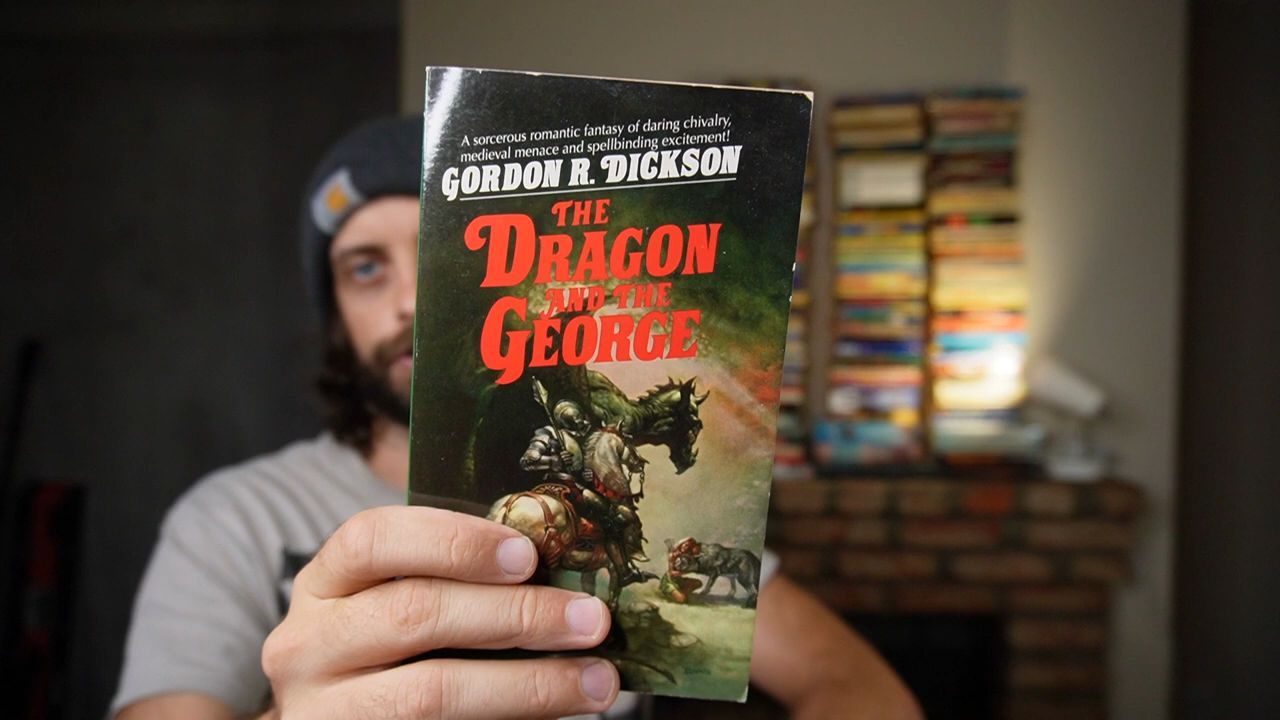 A sorcerous romantic fantasy of daring chivalry,
medieval menace and spellbinding excitement!
GORDON R. DICKSON
THE
DRAGON
AND THE
GEORGE